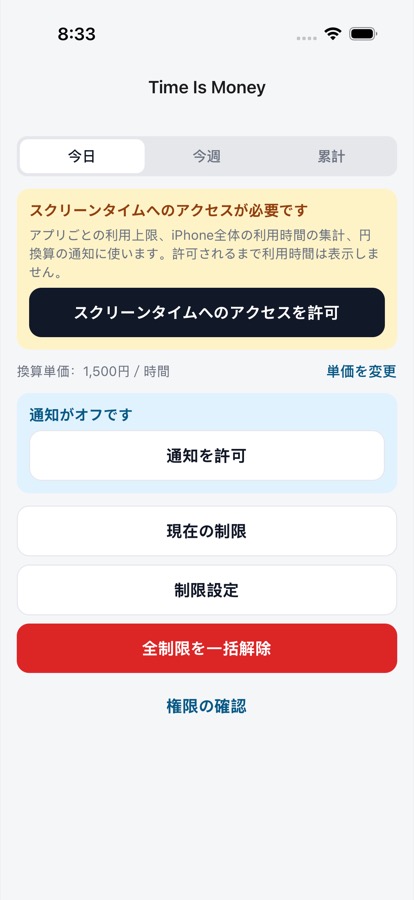 8:33
Time Is Money
今日
今週
累計
スクリーンタイムへのアクセスが必要です
アプリごとの利用上限、iPhone全体の利用時間の集計、円
換算の通知に使います。許可されるまで利用時間は表示しま
せん。
スクリーンタイムへのアクセスを許可
換算単価: 1,500円 / 時間
単価を変更
通知がオフです
通知を許可
現在の制限
制限設定
全制限を一括解除
権限の確認